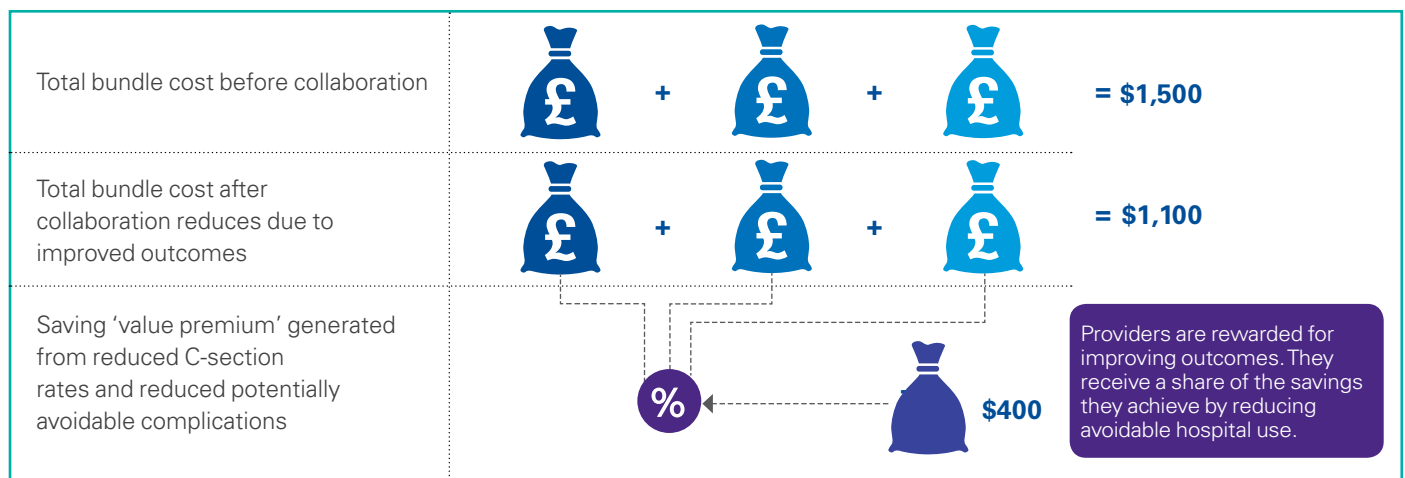 Total bundle cost before collaboration
£ + £ + £ = $1,500
Total bundle cost after
collaboration reduces due to
improved outcomes
£ + £ + £ = $1,100
Saving ‘value premium’ generated
from reduced C-section
rates and reduced potentially
avoidable complications
%
$400
Providers are rewarded for
improving outcomes. They
receive a share of the savings
they achieve by reducing
avoidable hospital use.